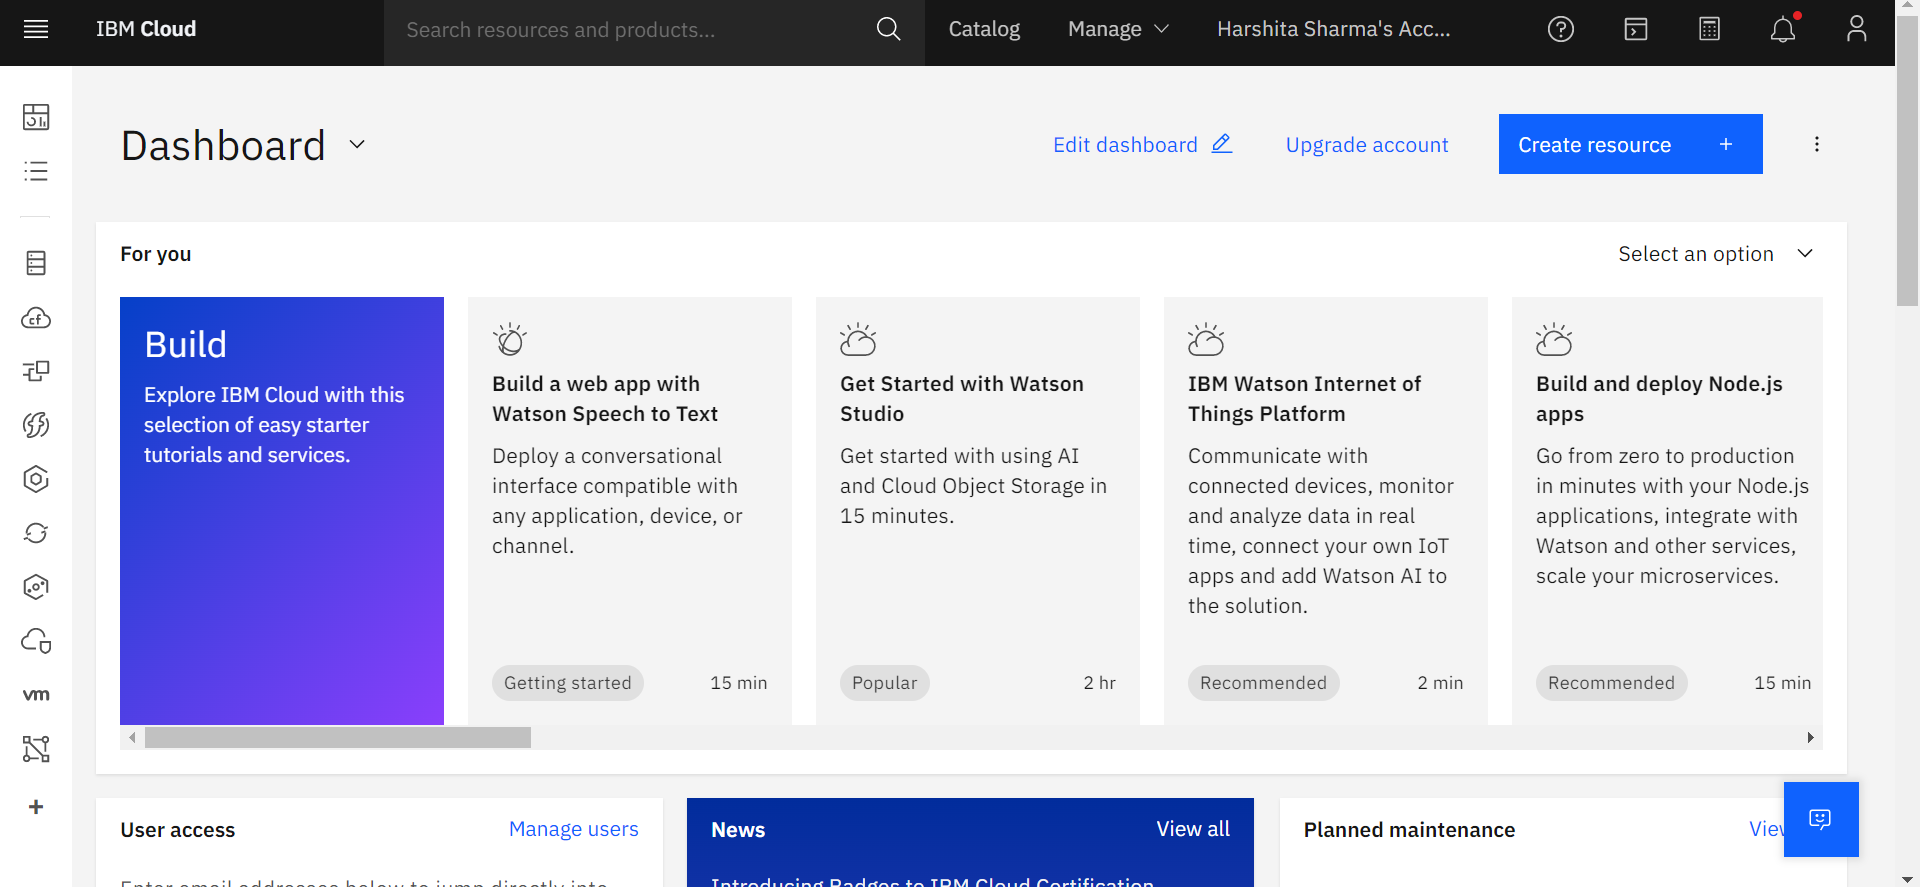 IBM Cloud
Search resources and products...
Catalog
Manage
Harshita Sharma's Acc...
Dashboard
Edit dashboard
Upgrade account
Create resource +
For you
Select an option
Build
Explore IBM Cloud with this
selection of easy starter
tutorials and services.
Build a web app with
Watson Speech to Text
Deploy a conversational
interface compatible with
any application, device, or
channel.
Getting started
15 min
Get Started with Watson
Studio
Get started with using AI
and Cloud Object Storage in
15 minutes.
Popular
2 hr
IBM Watson Internet of
Things Platform
Communicate with
connected devices, monitor
and analyze data in real
time, connect your own IoT
apps and add Watson AI to
the solution.
Recommended
2 min
Build and deploy Node.js
apps
Go from zero to production
in minutes with your Node.js
applications, integrate with
Watson and other services,
scale your microservices.
Recommended
15 min
cf
vm
User access
Manage users
Enter email addresses below to jump directly into
News
View all
Introducing Badges to IBM Cloud Certification
Planned maintenance